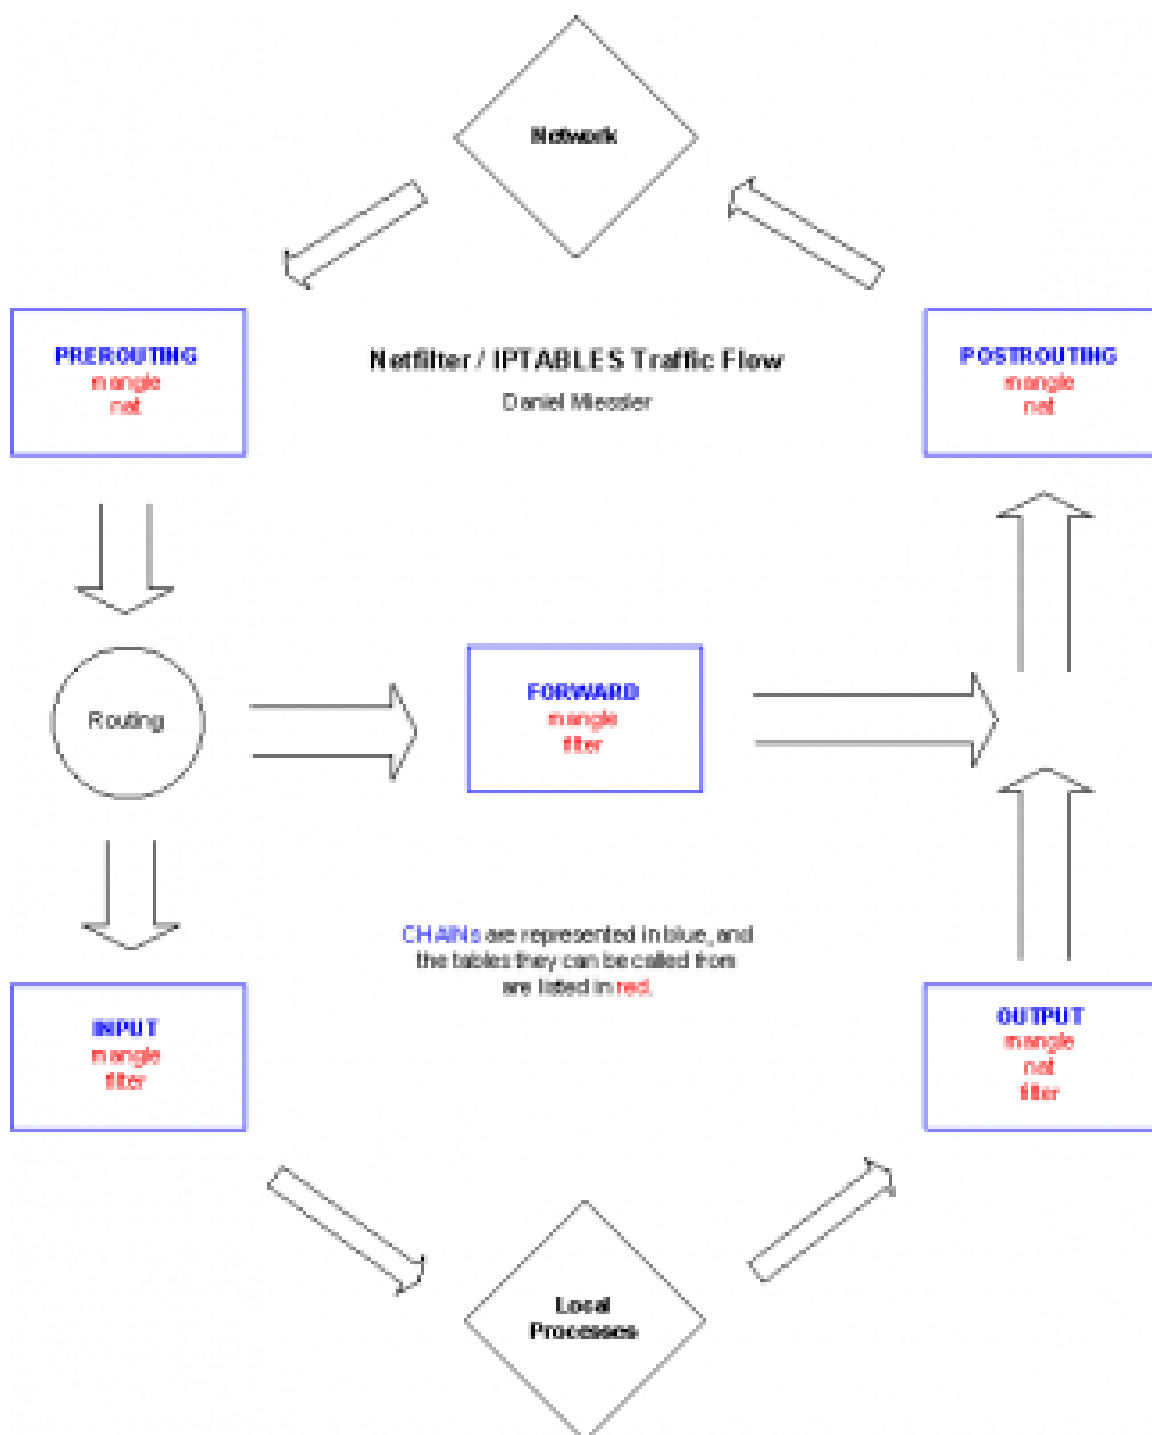 Network
PREROUTING
mangle
nat
Netfilter / IPTABLES Traffic Flow
Daniel Miessler
POSTROUTING
mangle
nat
Routing
FORWARD
mangle
filter
CHAINs are represented in blue, and
the tables they can be called from
are listed in red.
INPUT
mangle
filter
OUTPUT
mangle
nat
filter
Local
Processes